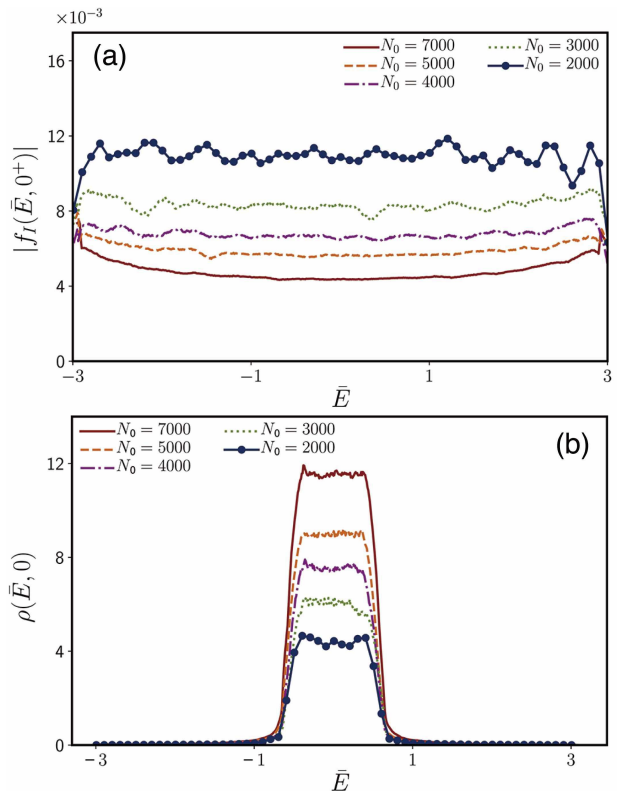 ×10⁻³
(a)
N₀ = 7000
N₀ = 5000
N₀ = 4000
N₀ = 3000
N₀ = 2000
16
12
8
4
0
|f_I(Ē, 0⁺)|
−3 −1 1 3
Ē
N₀ = 7000
N₀ = 5000
N₀ = 4000
N₀ = 3000
N₀ = 2000
(b)
12
8
4
0
ρ(Ē, 0)
−3 −1 1 3
Ē